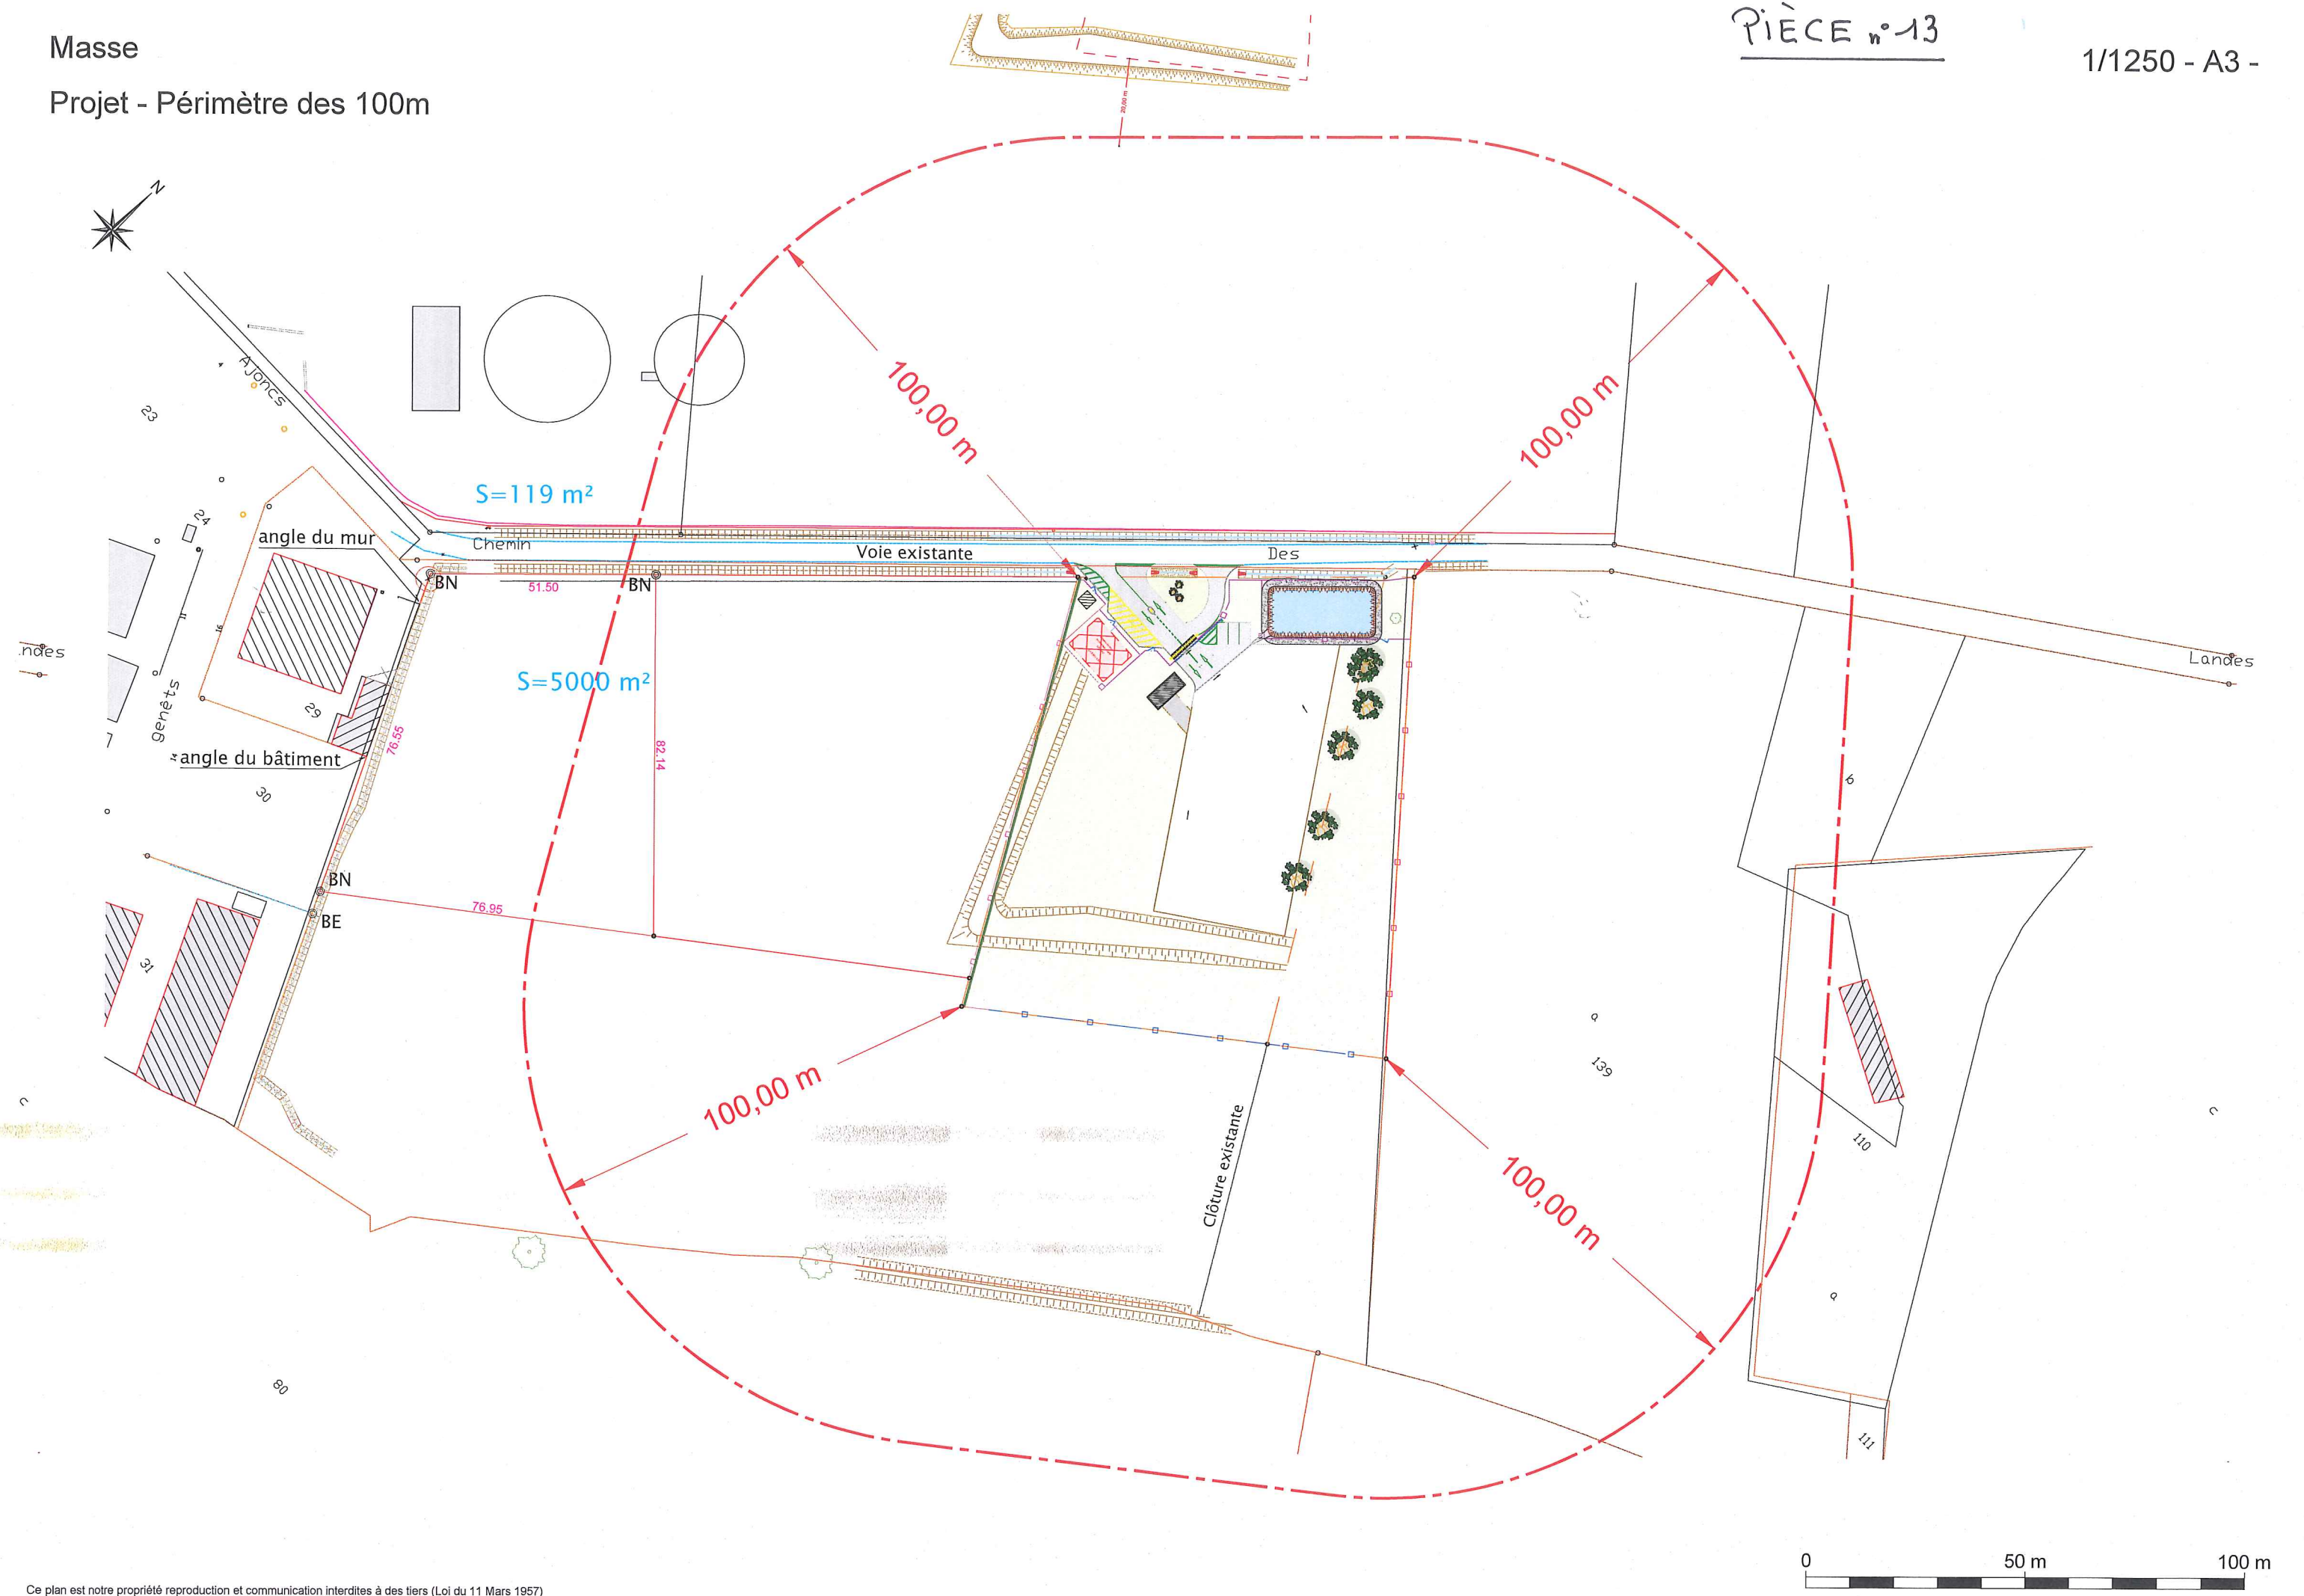 Masse
Projet - Périmètre des 100m
PIÈCE n°13
1/1250 - A3 -
20,00 m
N
Ajoncs
23
24
S=119 m²
100,00 m
100,00 m
angle du mur
Chemin
Voie existante
Des
BN
51.50
BN
Landes
16
11
genêts
29
S=5000 m²
76.55
82.14
angle du bâtiment
30
b
BN
76.95
BE
31
a
139
100,00 m
c
c
110
Clôture existante
100,00 m
a
80
111
0
50 m
100 m
Ce plan est notre propriété reproduction et communication interdites à des tiers (Loi du 11 Mars 1957)